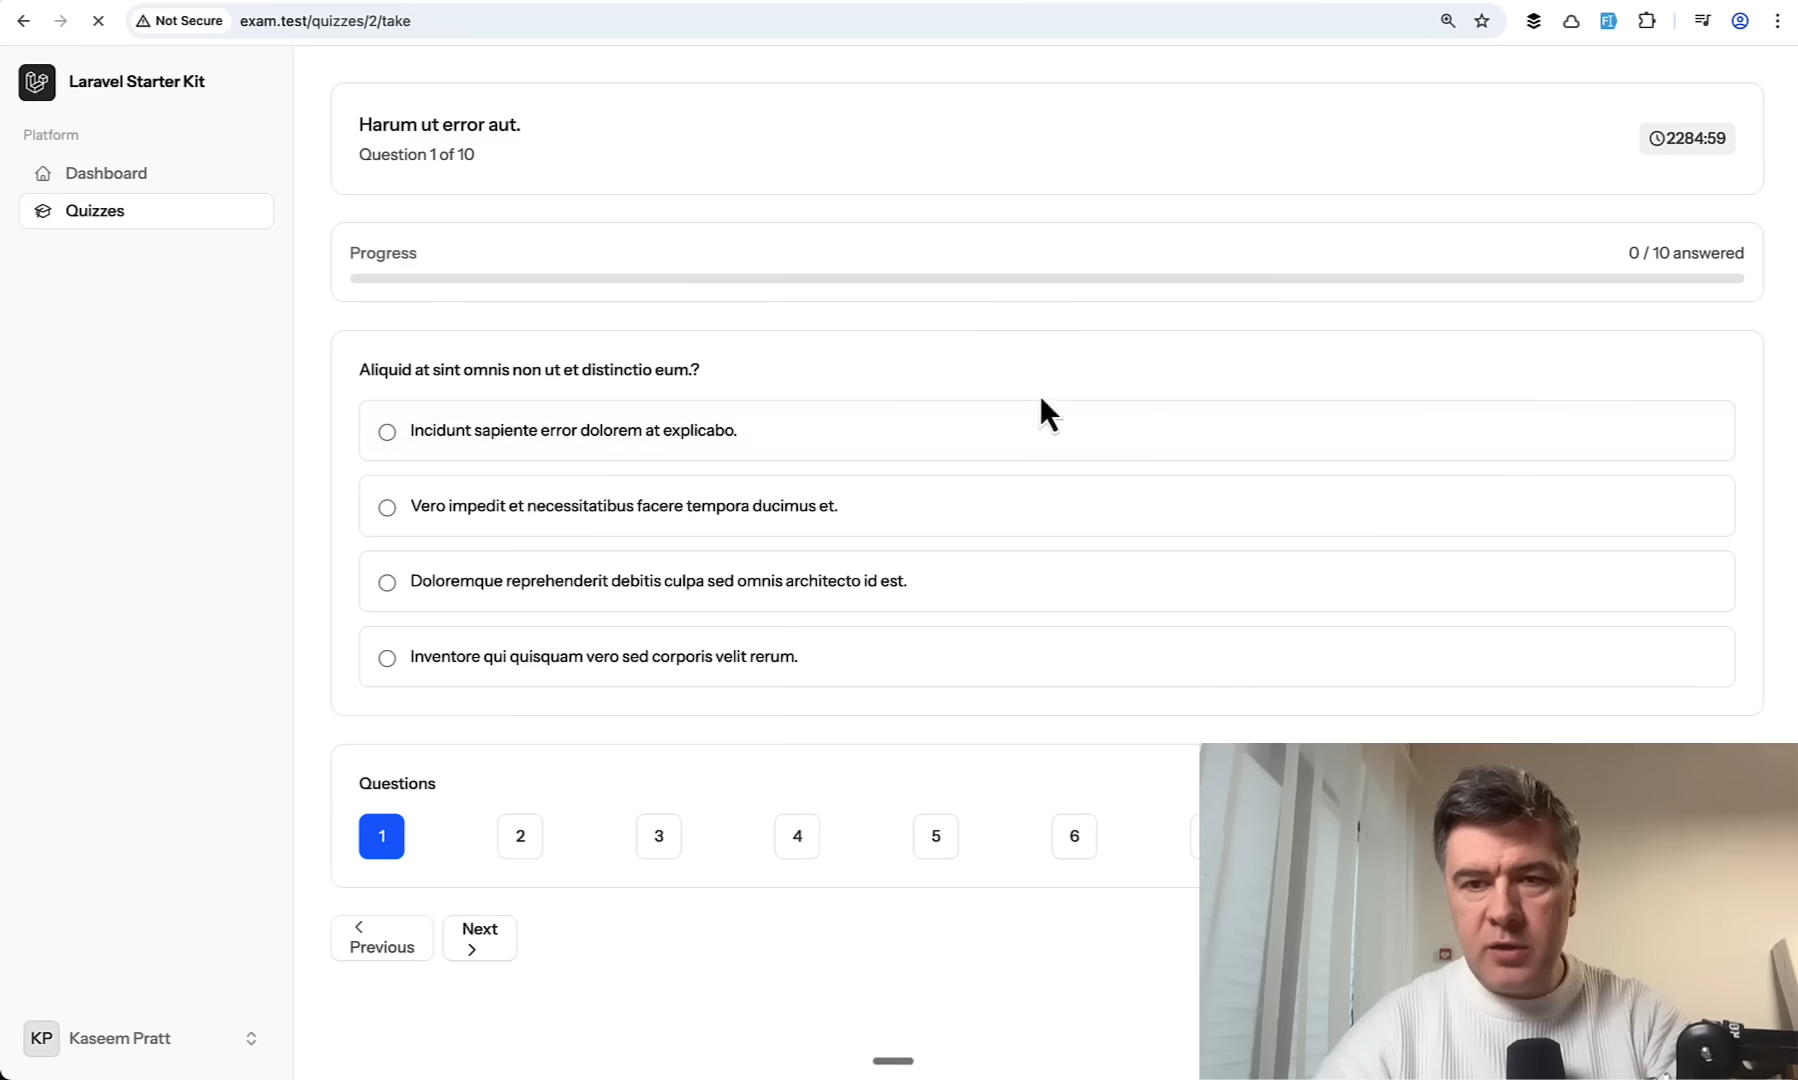 Not Secure
exam.test/quizzes/2/take
Laravel Starter Kit
Platform
Dashboard
Quizzes
Harum ut error aut.
Question 1 of 10
2284:59
Progress
0 / 10 answered
Aliquid at sint omnis non ut et distinctio eum.?
Incidunt sapiente error dolorem at explicabo.
Vero impedit et necessitatibus facere tempora ducimus et.
Doloremque reprehenderit debitis culpa sed omnis architecto id est.
Inventore qui quisquam vero sed corporis velit rerum.
Questions
1 2 3 4 5 6
Previous
Next
KP Kaseem Pratt